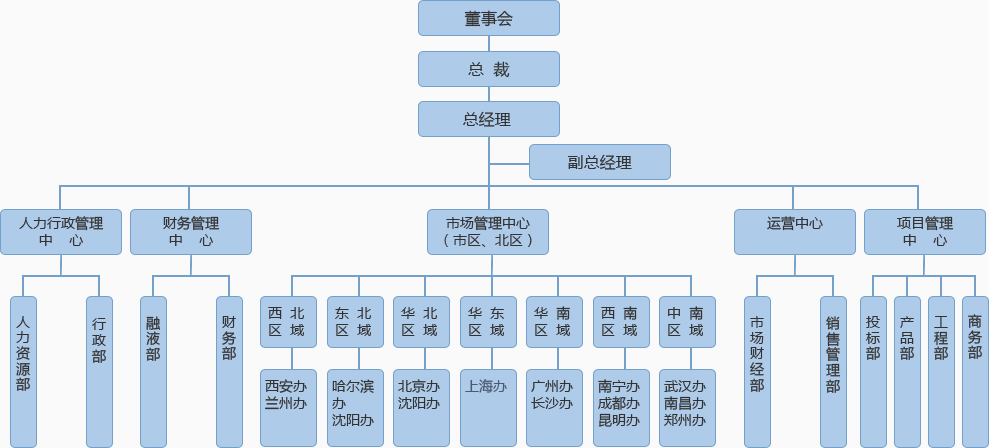 董事会
总 裁
总经理
副总经理
人力行政管理
中 心
财务管理
中 心
市场管理中心
（市区、北区）
运营中心
项目管理
中 心
人力资源部
行政部
融液部
财务部
西 北
区 域
东 北
区 域
华 北
区 域
华 东
区 域
华 南
区 域
西 南
区 域
中 南
区 域
市场财经部
销售管理部
投标部
产品部
工程部
商务部
西安办
兰州办
哈尔滨
办
沈阳办
北京办
沈阳办
上海办
广州办
长沙办
南宁办
成都办
昆明办
武汉办
南昌办
郑州办